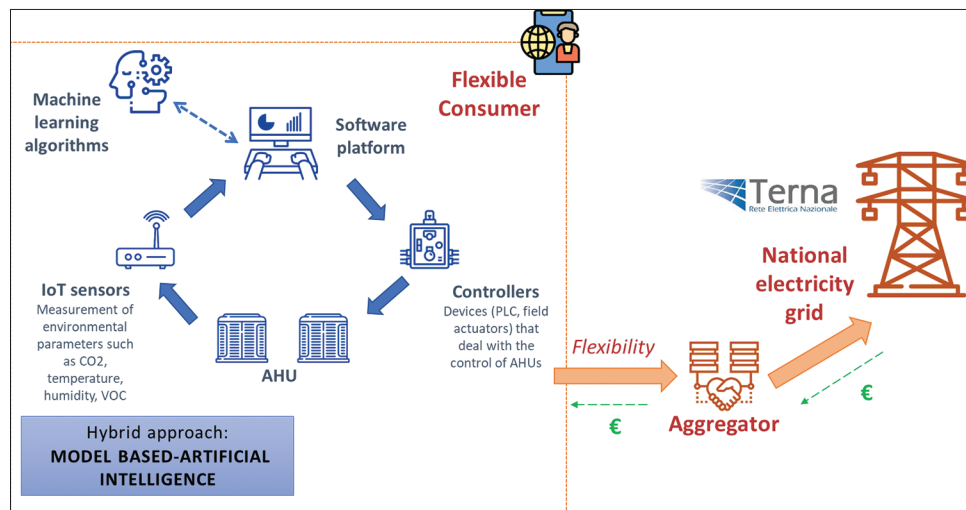 Machine
learning
algorithms
Software
platform
Flexible
Consumer
IoT sensors
Measurement of
environmental
parameters such
as CO2,
temperature,
humidity, VOC
AHU
Controllers
Devices (PLC, field
actuators) that
deal with the
control of AHUs
Hybrid approach:
MODEL BASED-ARTIFICIAL
INTELLIGENCE
Flexibility
€
Aggregator
€
Terna
Rete Elettrica Nazionale
National
electricity
grid